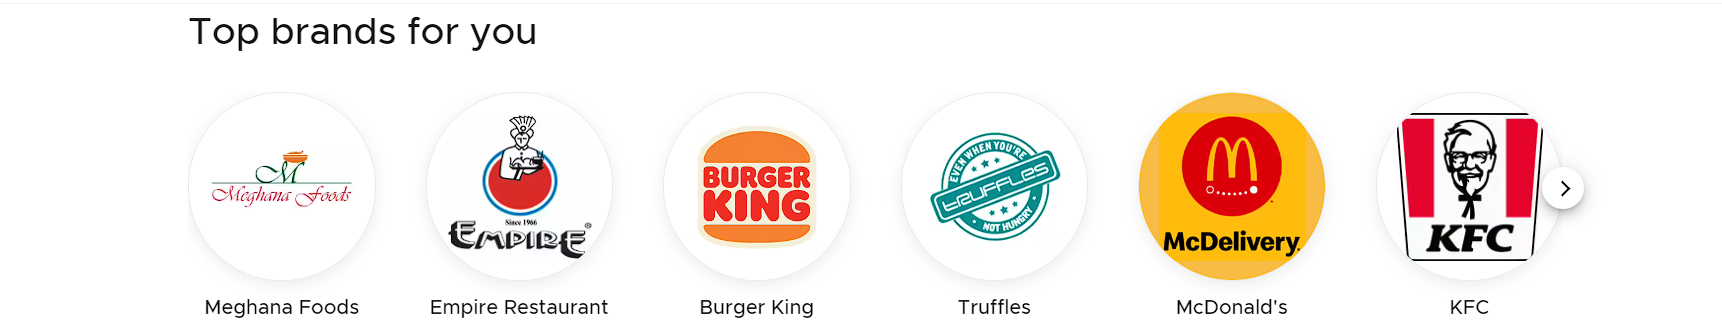 Top brands for you
M
Meghana Foods
Since 1966
EMPIRE®
BURGER
KING
EVEN WHEN YOU'RE
truffles
NOT HUNGRY
M
McDelivery
KFC
Meghana Foods
Empire Restaurant
Burger King
Truffles
McDonald's
KFC